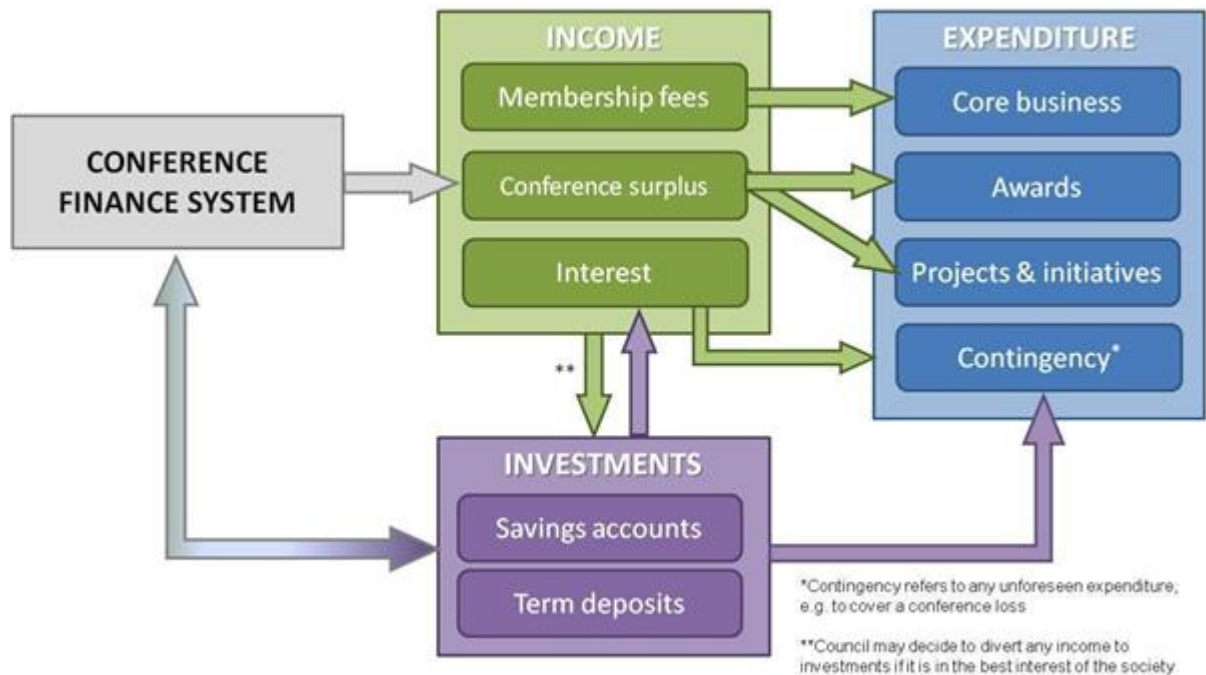 INCOME
Membership fees
Conference surplus
Interest
EXPENDITURE
Core business
Awards
Projects & initiatives
Contingency*
CONFERENCE
FINANCE SYSTEM
**
INVESTMENTS
Savings accounts
Term deposits
*Contingency refers to any unforeseen expenditure;
e.g. to cover a conference loss
**Council may decide to divert any income to
investments if it is in the best interest of the society